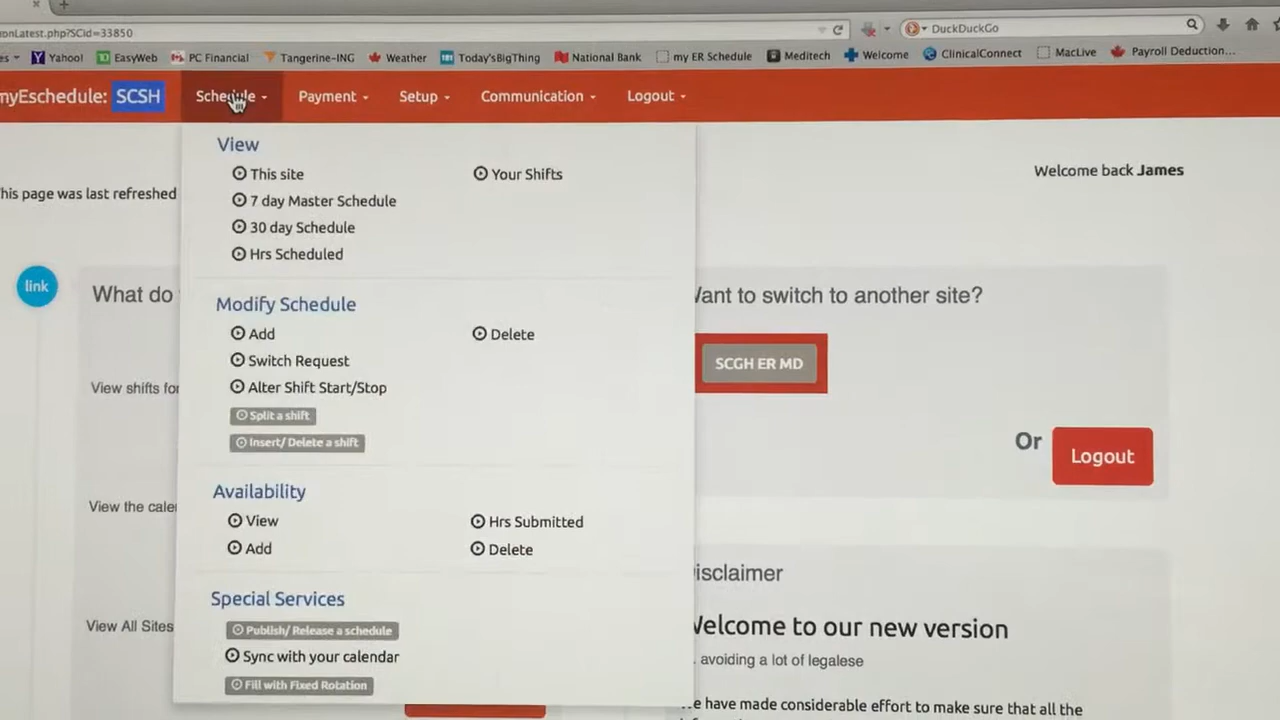 onLatest.php?SCid=33850
DuckDuckGo
Yahoo!
EasyWeb
PC Financial
Tangerine-ING
Weather
Today'sBigThing
National Bank
my ER Schedule
Meditech
Welcome
ClinicalConnect
MacLive
Payroll Deduction...
myEschedule: SCSH
Schedule
Payment
Setup
Communication
Logout
his page was last refreshed
Welcome back James
View
This site
Your Shifts
7 day Master Schedule
30 day Schedule
Hrs Scheduled
link
What do
Want to switch to another site?
Modify Schedule
Add
Delete
Switch Request
SCGH ER MD
View shifts for
Alter Shift Start/Stop
Split a shift
Insert/ Delete a shift
Or
Logout
Availability
View the cale
View
Hrs Submitted
Add
Delete
isclaimer
Special Services
View All Sites
Publish/ Release a schedule
Welcome to our new version
Sync with your calendar
. avoiding a lot of legalese
Fill with Fixed Rotation
e have made considerable effort to make sure that all the